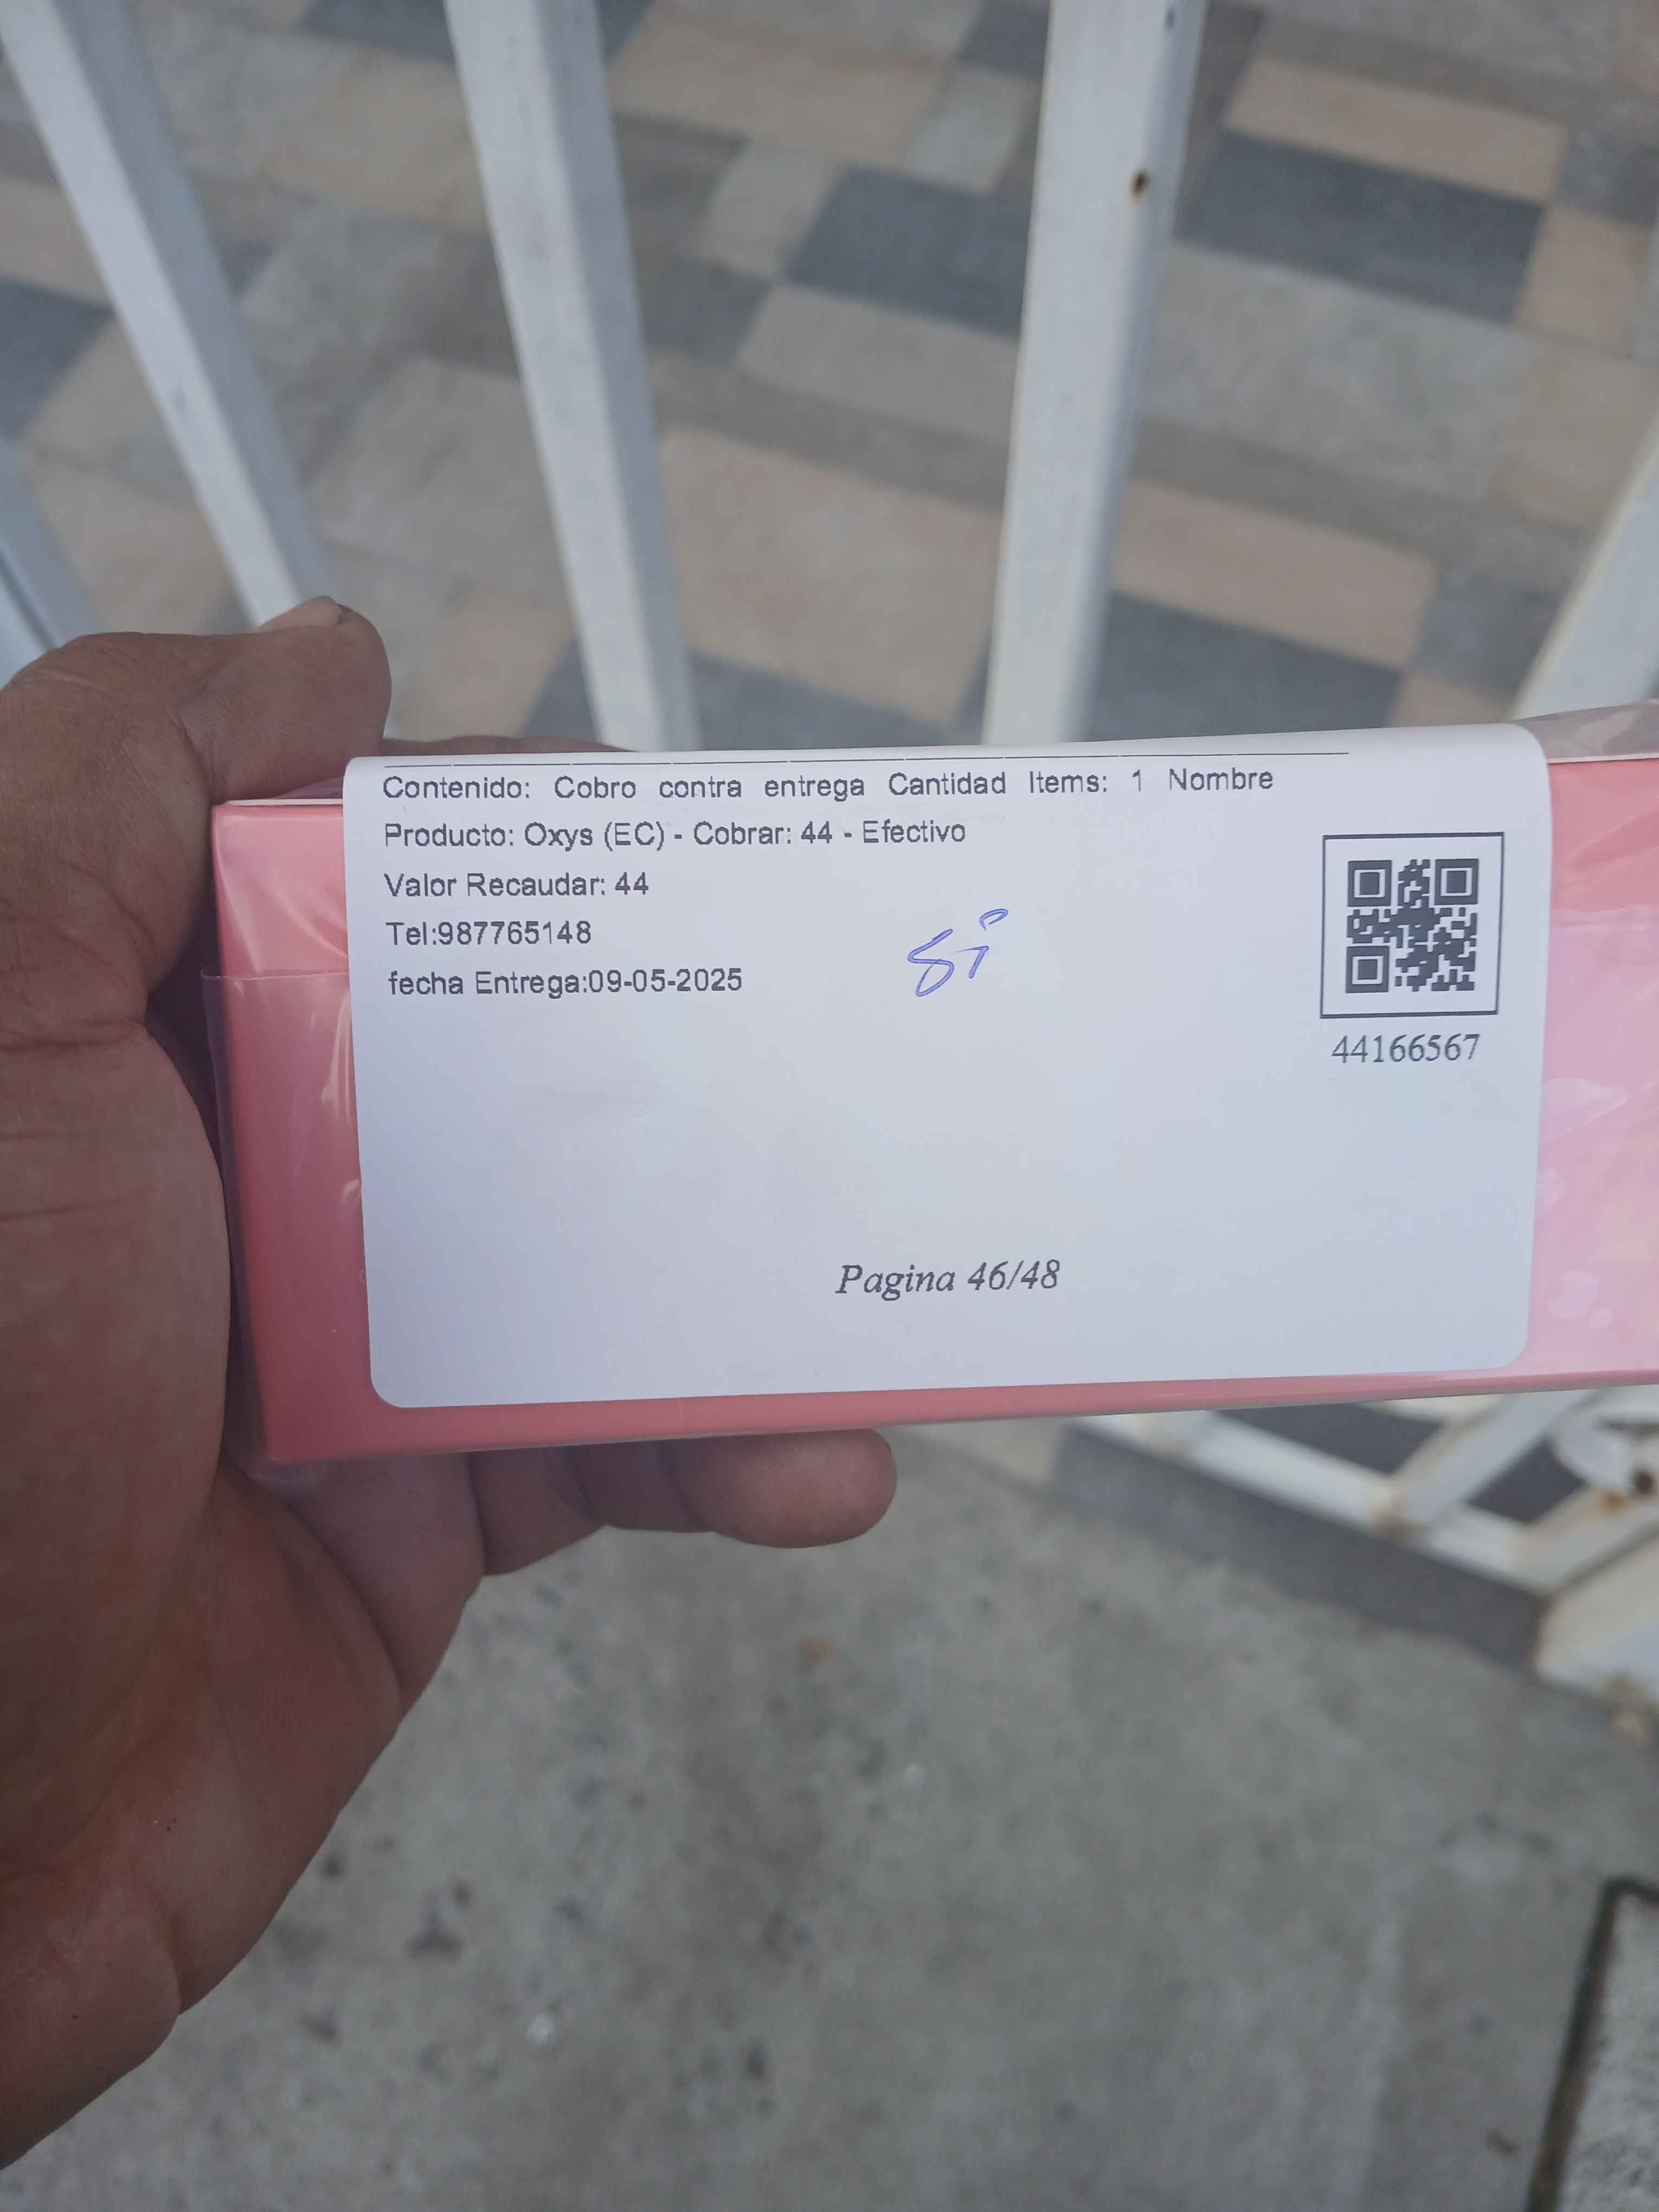 Contenido: Cobro contra entrega Cantidad Items: 1 Nombre
Producto: Oxys (EC) - Cobrar: 44 - Efectivo
Valor Recaudar: 44
Tel:987765148
fecha Entrega:09-05-2025
Si
44166567
Pagina 46/48